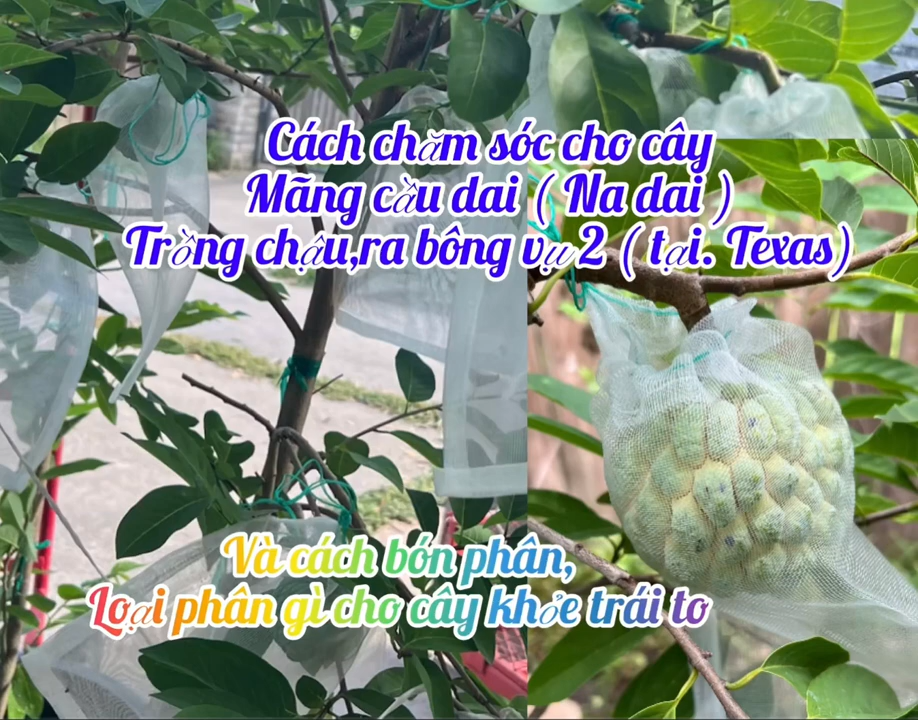 Cách chăm sóc cho cây
Mãng cầu dai ( Na dai )
Trồng chậu,ra bông vụ 2 ( tại. Texas)
Và cách bón phân,
Loại phân gì cho cây khỏe trái to